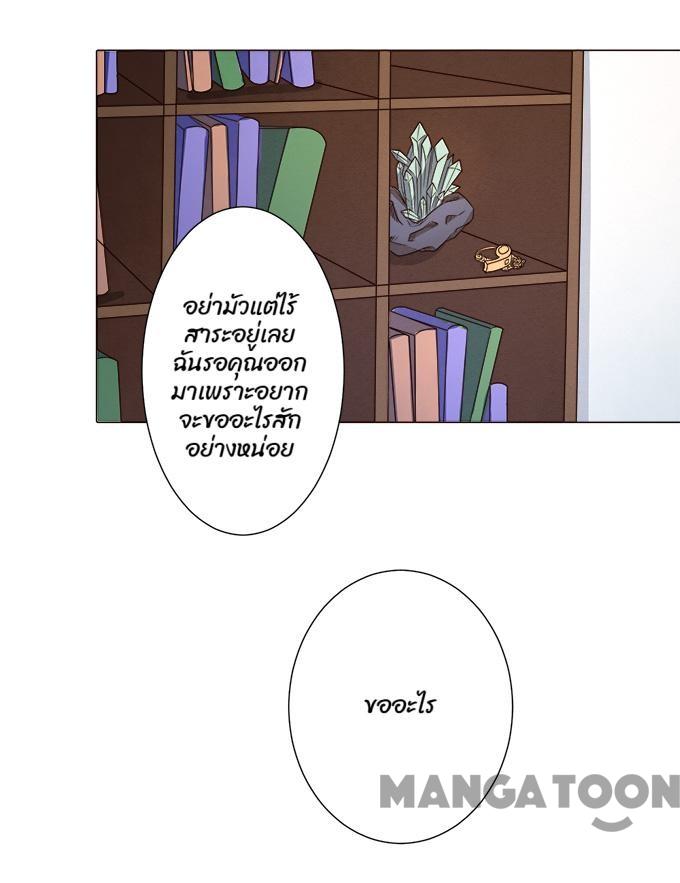 อย่ามัวแต่ไร้
สาระอยู่เลย
ฉันรอคุณออก
มาเพราะอยาก
จะขออะไรสัก
อย่างหน่อย
ขออะไร
MANGATOON